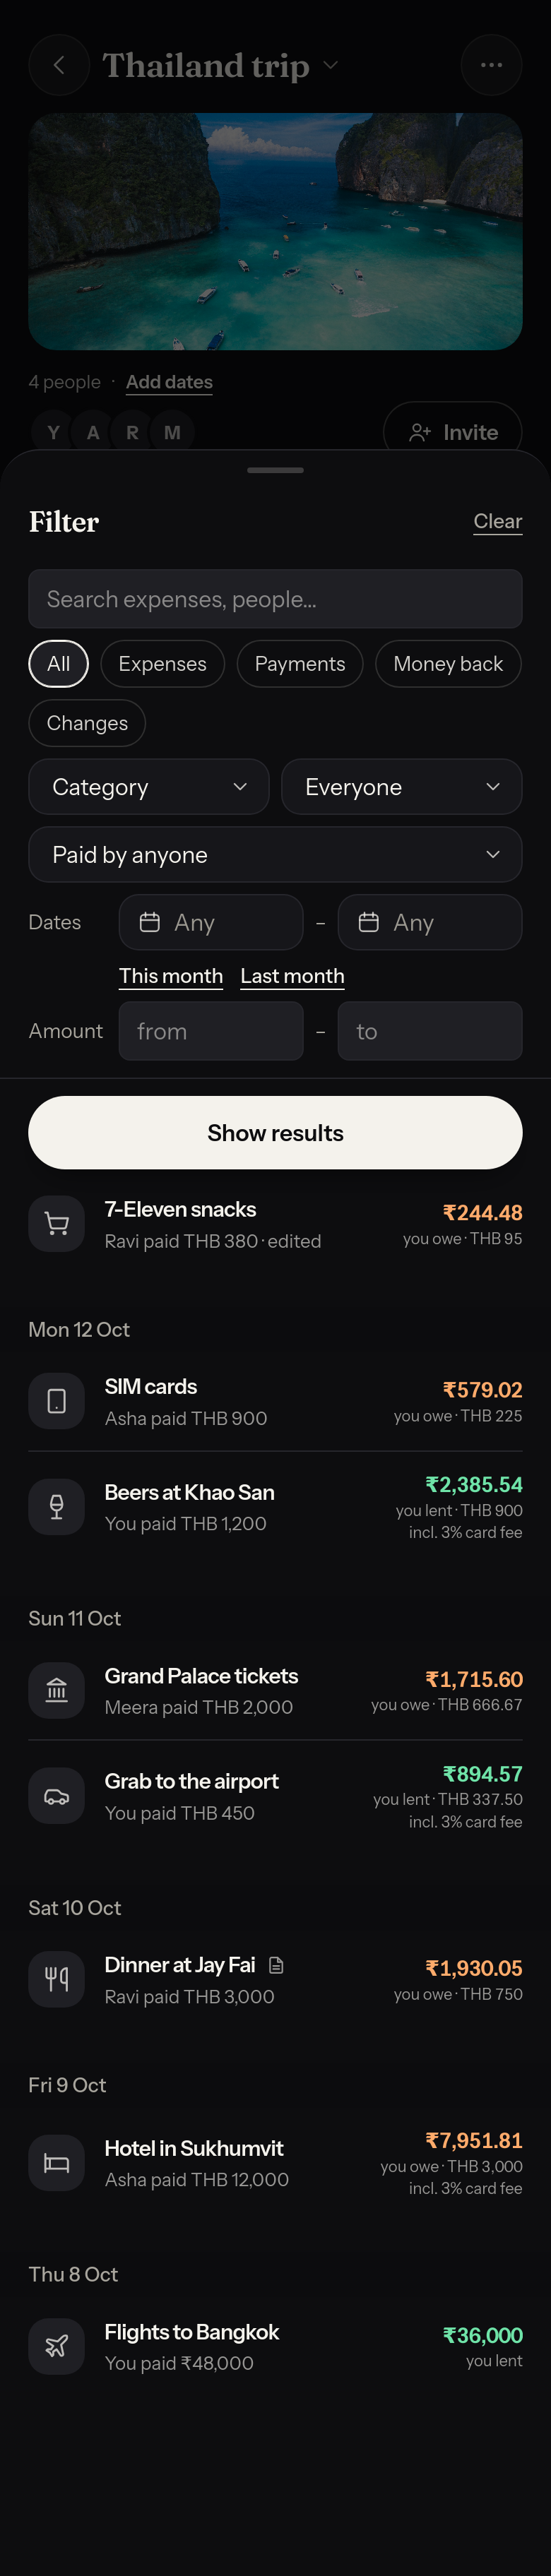 Thailand trip
4 people · Add dates
Y A R M
Invite
Filter
Clear
Search expenses, people...
All
Expenses
Payments
Money back
Changes
Category
Everyone
Paid by anyone
Dates
Any
–
Any
This month
Last month
Amount
from
–
to
Show results
7-Eleven snacks
₹244.48
Ravi paid THB 380 · edited
you owe · THB 95
Mon 12 Oct
SIM cards
₹579.02
Asha paid THB 900
you owe · THB 225
Beers at Khao San
₹2,385.54
You paid THB 1,200
you lent · THB 900
incl. 3% card fee
Sun 11 Oct
Grand Palace tickets
₹1,715.60
Meera paid THB 2,000
you owe · THB 666.67
Grab to the airport
₹894.57
You paid THB 450
you lent · THB 337.50
incl. 3% card fee
Sat 10 Oct
Dinner at Jay Fai
₹1,930.05
Ravi paid THB 3,000
you owe · THB 750
Fri 9 Oct
Hotel in Sukhumvit
₹7,951.81
Asha paid THB 12,000
you owe · THB 3,000
incl. 3% card fee
Thu 8 Oct
Flights to Bangkok
₹36,000
You paid ₹48,000
you lent